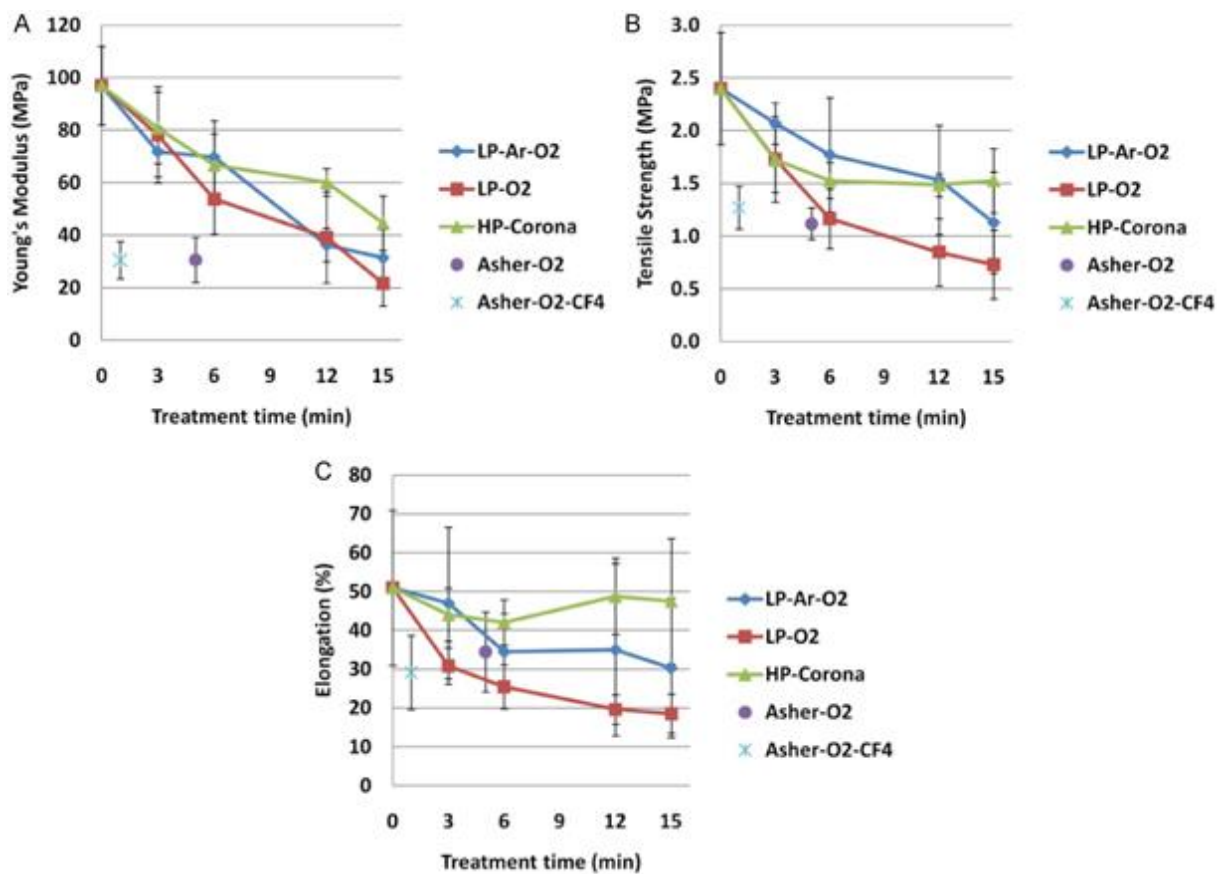 A
Young's Modulus (MPa)
120
100
80
60
40
20
0
0 3 6 9 12 15
Treatment time (min)
LP-Ar-O2
LP-O2
HP-Corona
Asher-O2
Asher-O2-CF4
B
Tensile Strength (MPa)
3.0
2.5
2.0
1.5
1.0
0.5
0.0
0 3 6 9 12 15
Treatment time (min)
LP-Ar-O2
LP-O2
HP-Corona
Asher-O2
Asher-O2-CF4
C
Elongation (%)
80
70
60
50
40
30
20
10
0
0 3 6 9 12 15
Treatment time (min)
LP-Ar-O2
LP-O2
HP-Corona
Asher-O2
Asher-O2-CF4